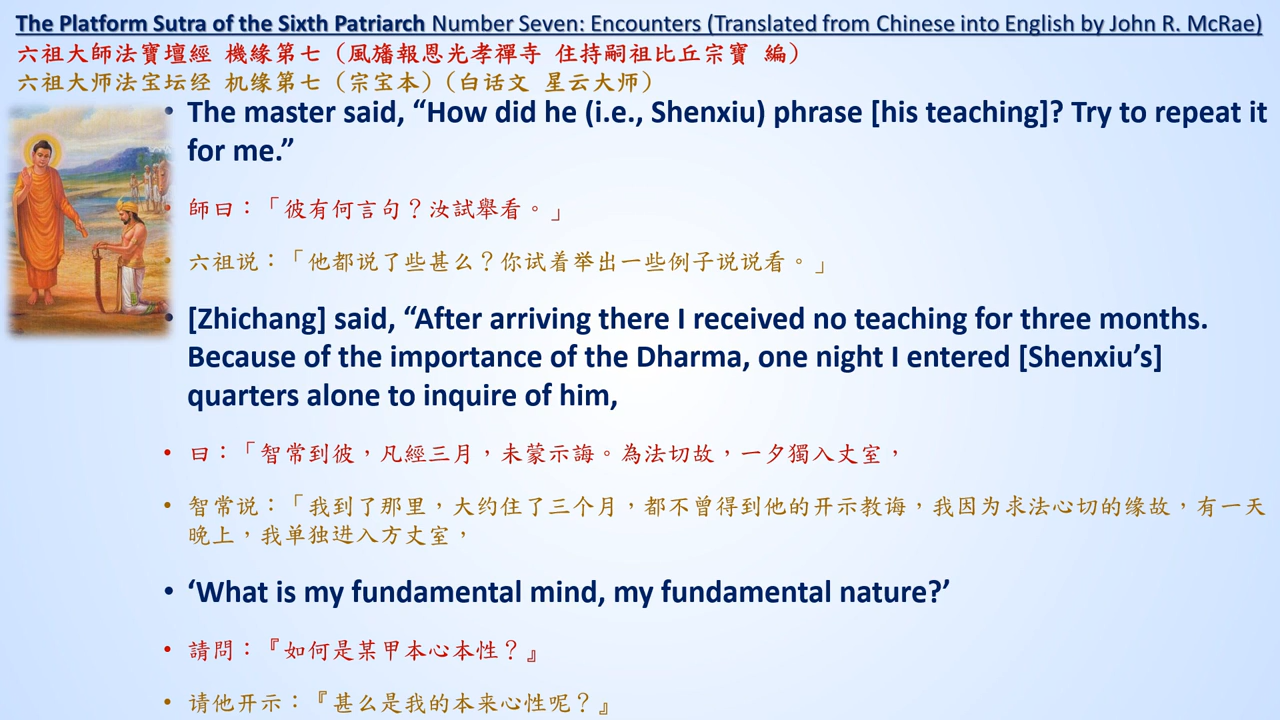 The Platform Sutra of the Sixth Patriarch Number Seven: Encounters (Translated from Chinese into English by John R. McRae)
六祖大師法寶壇經 機緣第七（風旛報恩光孝禪寺 住持嗣祖比丘宗寶 編）
六祖大师法宝坛经 机缘第七（宗宝本）（白话文 星云大师）
• The master said, “How did he (i.e., Shenxiu) phrase [his teaching]? Try to repeat it
for me.”
• 師曰：「彼有何言句？汝試舉看。」
• 六祖说：「他都说了些甚么？你试着举出一些例子说说看。」
• [Zhichang] said, “After arriving there I received no teaching for three months.
Because of the importance of the Dharma, one night I entered [Shenxiu’s]
quarters alone to inquire of him,
• 曰：「智常到彼，凡經三月，未蒙示誨。為法切故，一夕獨入丈室，
• 智常说：「我到了那里，大约住了三个月，都不曾得到他的开示教诲，我因为求法心切的缘故，有一天
晚上，我单独进入方丈室，
• ‘What is my fundamental mind, my fundamental nature?’
• 請問：『如何是某甲本心本性？』
• 请他开示：『甚么是我的本来心性呢？』